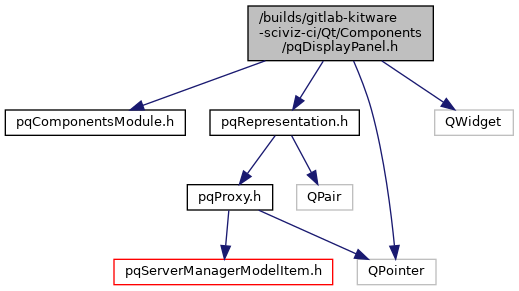 /builds/gitlab-kitware
-sciviz-ci/Qt/Components
/pqDisplayPanel.h
pqComponentsModule.h
pqRepresentation.h
QWidget
pqProxy.h
QPair
pqServerManagerModelItem.h
QPointer